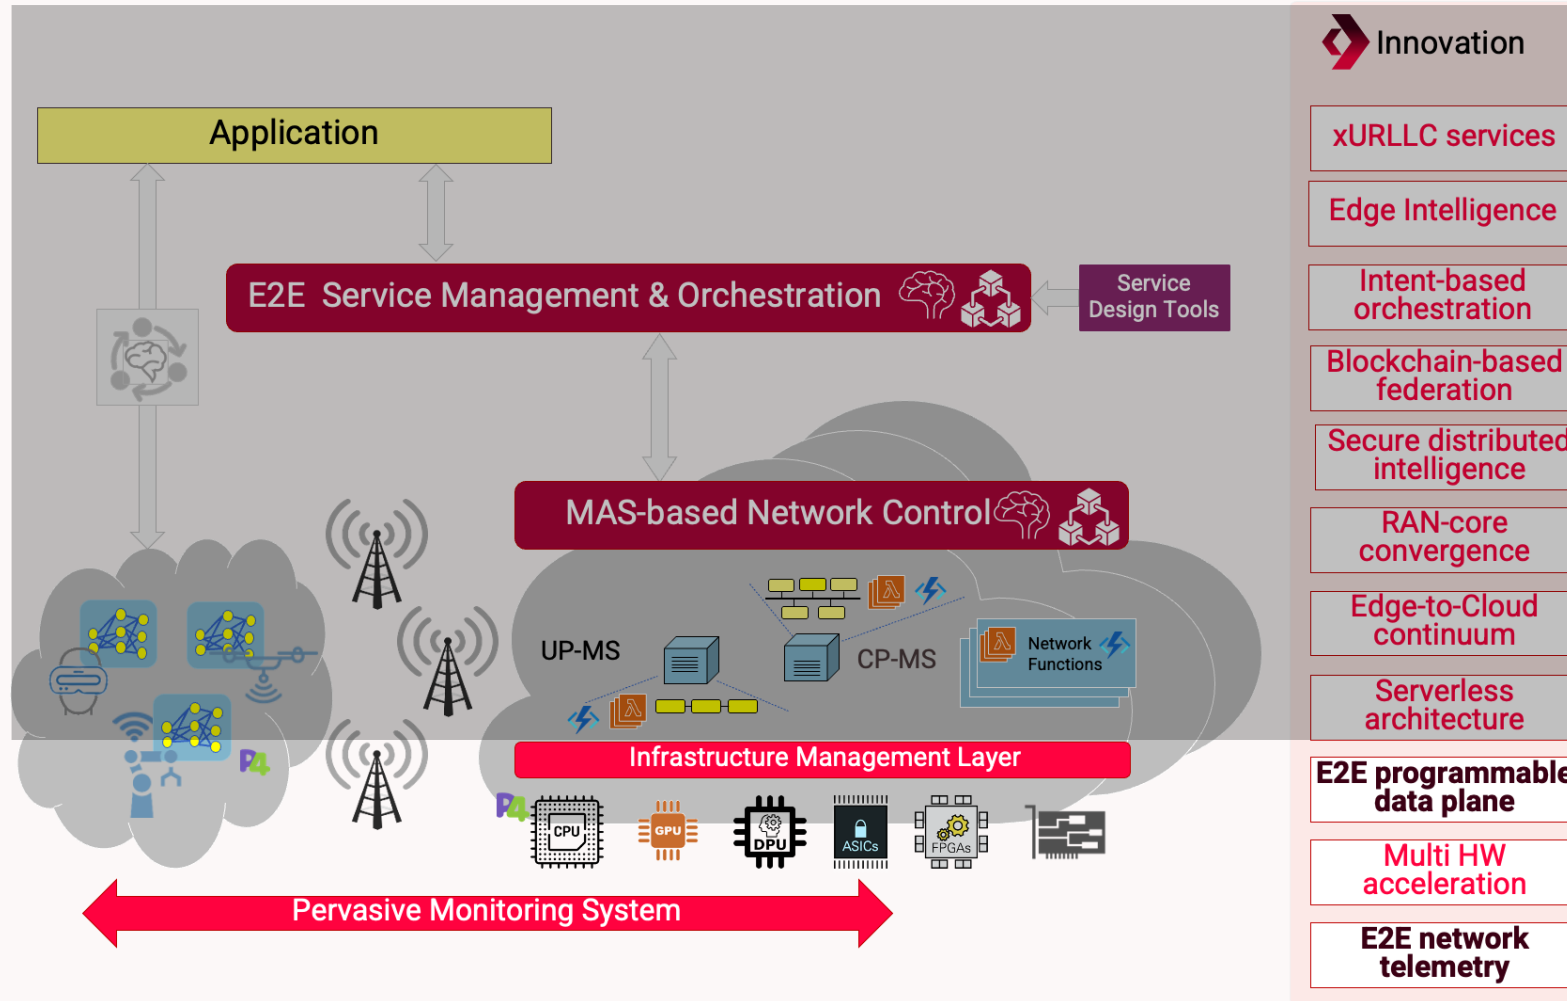 Innovation
Application
xURLLC services
Edge Intelligence
E2E Service Management & Orchestration
Service
Design Tools
Intent-based
orchestration
Blockchain-based
federation
Secure distributed
intelligence
MAS-based Network Control
RAN-core
convergence
λ
UP-MS
CP-MS
λ
Network
Functions
Edge-to-Cloud
continuum
λ
Serverless
architecture
P4
Infrastructure Management Layer
E2E programmable
data plane
P4
CPU
GPU
DPU
ASICs
FPGAs
Multi HW
acceleration
Pervasive Monitoring System
E2E network
telemetry